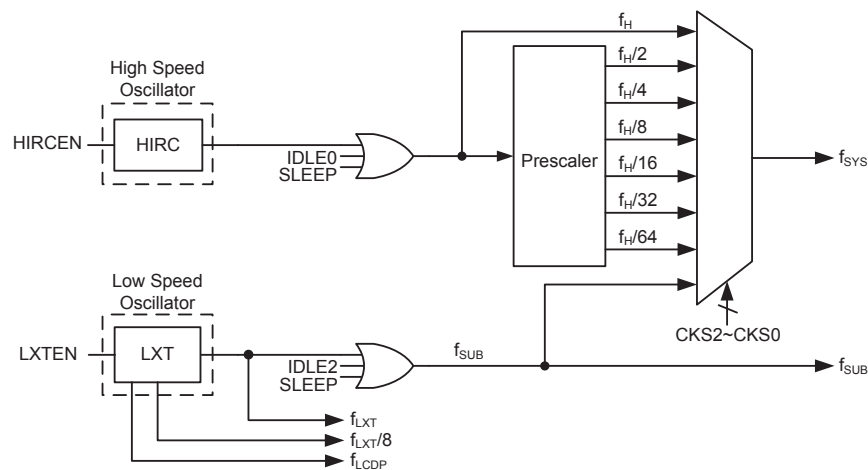 High Speed
Oscillator
HIRCEN
HIRC
IDLE0
SLEEP
Prescaler
fH
fH/2
fH/4
fH/8
fH/16
fH/32
fH/64
fSYS
CKS2~CKS0
Low Speed
Oscillator
LXTEN
LXT
IDLE2
SLEEP
fSUB
fSUB
fLXT
fLXT/8
fLCDP